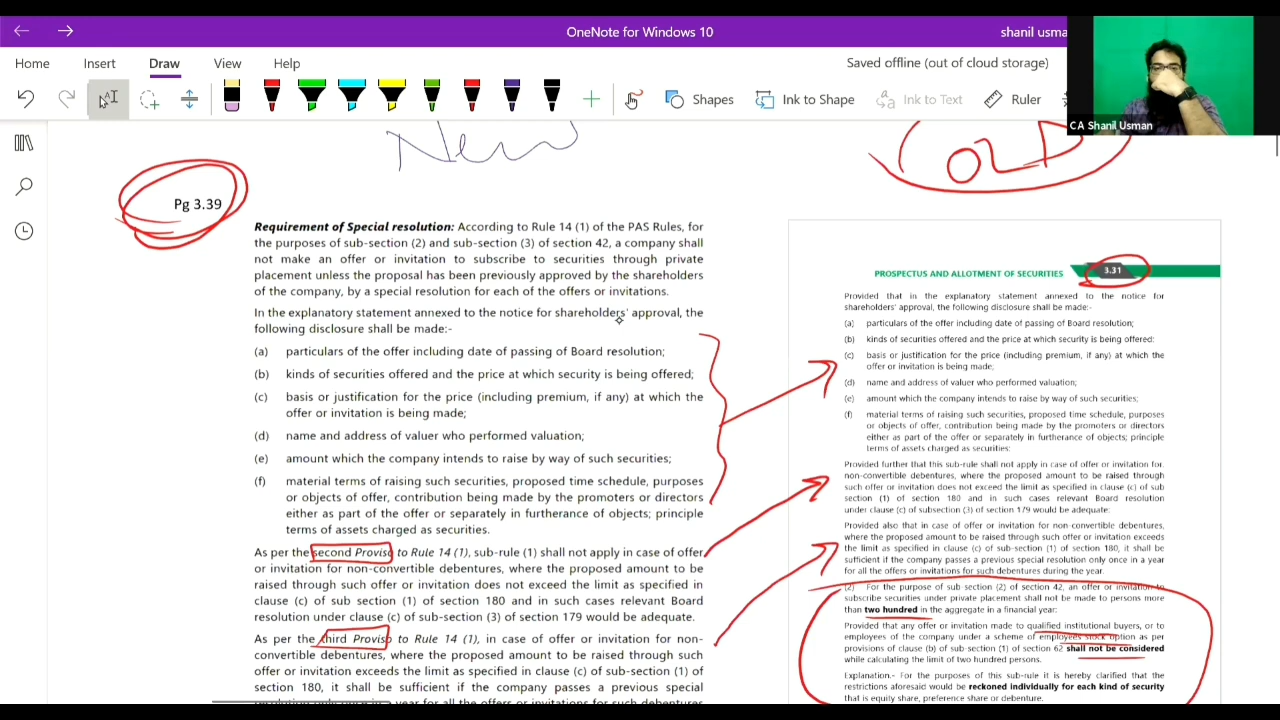 OneNote for Windows 10
shanil usma
Home Insert Draw View Help
Saved offline (out of cloud storage)
Shapes Ink to Shape Ink to Text Ruler
CA Shanil Usman
New
OLD
Pg 3.39
Requirement of Special resolution: According to Rule 14 (1) of the PAS Rules, for
the purposes of sub-section (2) and sub-section (3) of section 42, a company shall
not make an offer or invitation to subscribe to securities through private
placement unless the proposal has been previously approved by the shareholders
of the company, by a special resolution for each of the offers or invitations.
In the explanatory statement annexed to the notice for shareholders' approval, the
following disclosure shall be made:-
(a) particulars of the offer including date of passing of Board resolution;
(b) kinds of securities offered and the price at which security is being offered;
(c) basis or justification for the price (including premium, if any) at which the
offer or invitation is being made;
(d) name and address of valuer who performed valuation;
(e) amount which the company intends to raise by way of such securities;
(f) material terms of raising such securities, proposed time schedule, purposes
or objects of offer, contribution being made by the promoters or directors
either as part of the offer or separately in furtherance of objects; principle
terms of assets charged as securities.
As per the second Proviso to Rule 14 (1), sub-rule (1) shall not apply in case of offer
or invitation for non-convertible debentures, where the proposed amount to be
raised through such offer or invitation does not exceed the limit as specified in
clause (c) of sub section (1) of section 180 and in such cases relevant Board
resolution under clause (c) of sub-section (3) of section 179 would be adequate.
As per the third Proviso to Rule 14 (1), in case of offer or invitation for non-
convertible debentures, where the proposed amount to be raised through such
offer or invitation exceeds the limit as specified in clause (c) of sub-section (1) of
section 180, it shall be sufficient if the company passes a previous special
resolution only once in a year for all the offers or invitations for such debentures
PROSPECTUS AND ALLOTMENT OF SECURITIES 3.31
Provided that in the explanatory statement annexed to the notice for
shareholders' approval, the following disclosure shall be made:-
(a) particulars of the offer including date of passing of Board resolution;
(b) kinds of securities offered and the price at which security is being offered:
(c) basis or justification for the price (including premium, if any) at which the
offer or invitation is being made;
(d) name and address of valuer who performed valuation;
(e) amount which the company intends to raise by way of such securities;
(f) material terms of raising such securities, proposed time schedule, purposes
or objects of offer, contribution being made by the promoters or directors
either as part of the offer or separately in furtherance of objects; principle
terms of assets charged as securities:
Provided further that this sub-rule shall not apply in case of offer or invitation for
non-convertible debentures, where the proposed amount to be raised through
such offer or invitation does not exceed the limit as specified in clause (c) of sub
section (1) of section 180 and in such cases relevant Board resolution
under clause (c) of subsection (3) of section 179 would be adequate:
Provided also that in case of offer or invitation for non-convertible debentures,
where the proposed amount to be raised through such offer or invitation exceeds
the limit as specified in clause (c) of sub-section (1) of section 180, it shall be
sufficient if the company passes a previous special resolution only once in a year
for all the offers or invitations for such debentures during the year.
(2) For the purpose of sub-section (2) of section 42, an offer or invitation to
subscribe securities under private placement shall not be made to persons more
than two hundred in the aggregate in a financial year:
Provided that any offer or invitation made to qualified institutional buyers, or to
employees of the company under a scheme of employees stock option as per
provisions of clause (b) of sub-section (1) of section 62 shall not be considered
while calculating the limit of two hundred persons.
Explanation.- For the purposes of this sub-rule it is hereby clarified that the
restrictions aforesaid would be reckoned individually for each kind of security
that is equity share, preference share or debenture.